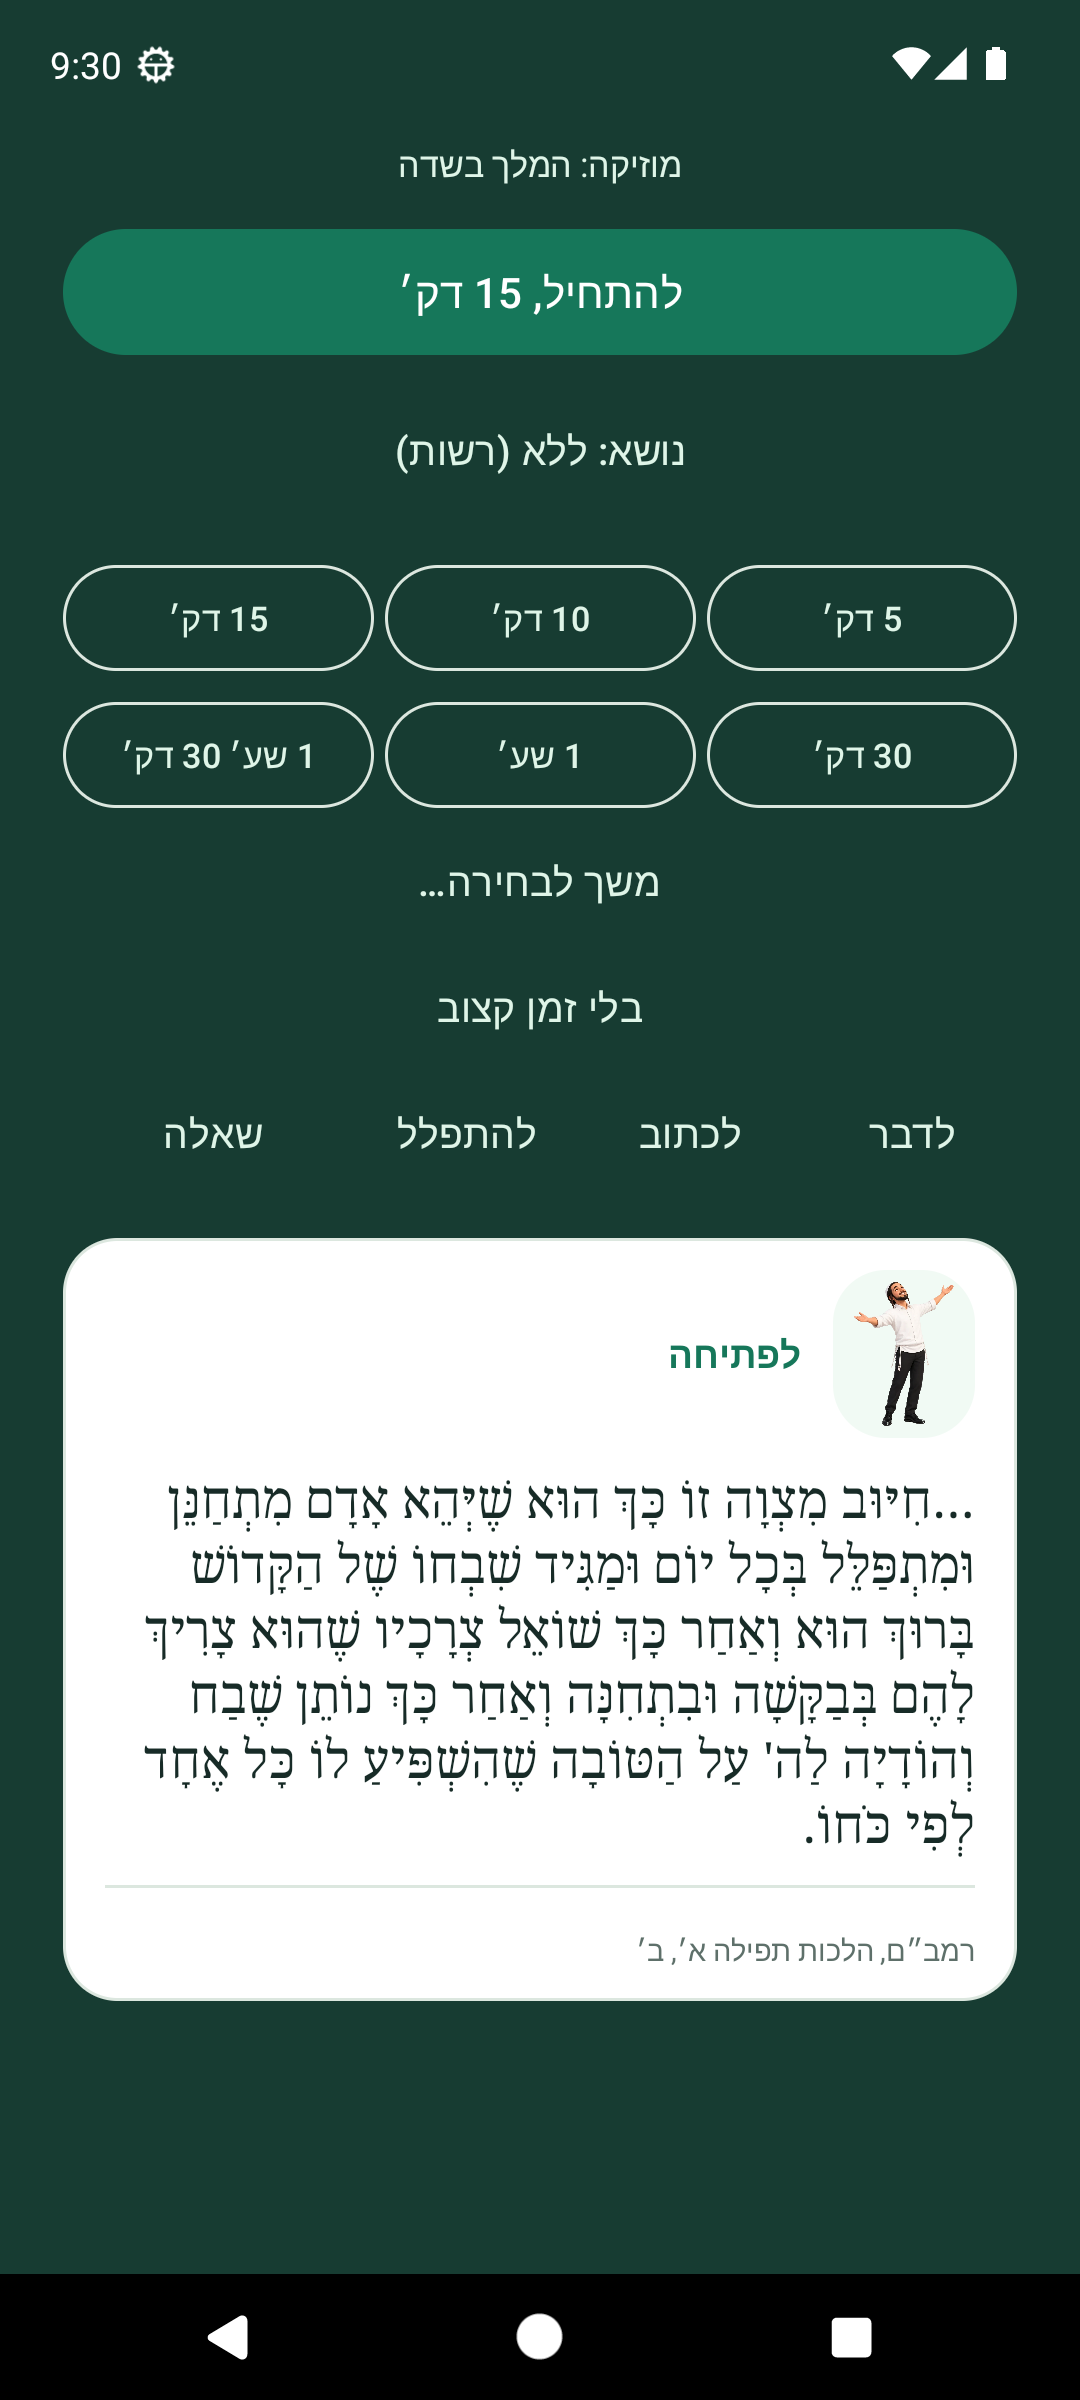 9:30
מוזיקה: המלך בשדה
להתחיל, 15 דק׳
נושא: ללא (רשות)
5 דק׳
10 דק׳
15 דק׳
30 דק׳
1 שע׳
1 שע׳ 30 דק׳
משך לבחירה...
בלי זמן קצוב
לדבר
לכתוב
להתפלל
שאלה
לפתיחה
...חִיּוּב מִצְוָה זוֹ כָּךְ הוּא שֶׁיְּהֵא אָדָם מִתְחַנֵּן
וּמִתְפַּלֵּל בְּכָל יוֹם וּמַגִּיד שִׁבְחוֹ שֶׁל הַקָּדוֹשׁ
בָּרוּךְ הוּא וְאַחַר כָּךְ שׁוֹאֵל צְרָכָיו שֶׁהוּא צָרִיךְ
לָהֶם בְּבַקָּשָׁה וּבִתְחִנָּה וְאַחַר כָּךְ נוֹתֵן שֶׁבַח
וְהוֹדָיָה לַה' עַל הַטּוֹבָה שֶׁהִשְׁפִּיעַ לוֹ כָּל אֶחָד
לְפִי כֹּחוֹ.
רמב״ם, הלכות תפילה א׳, ב׳